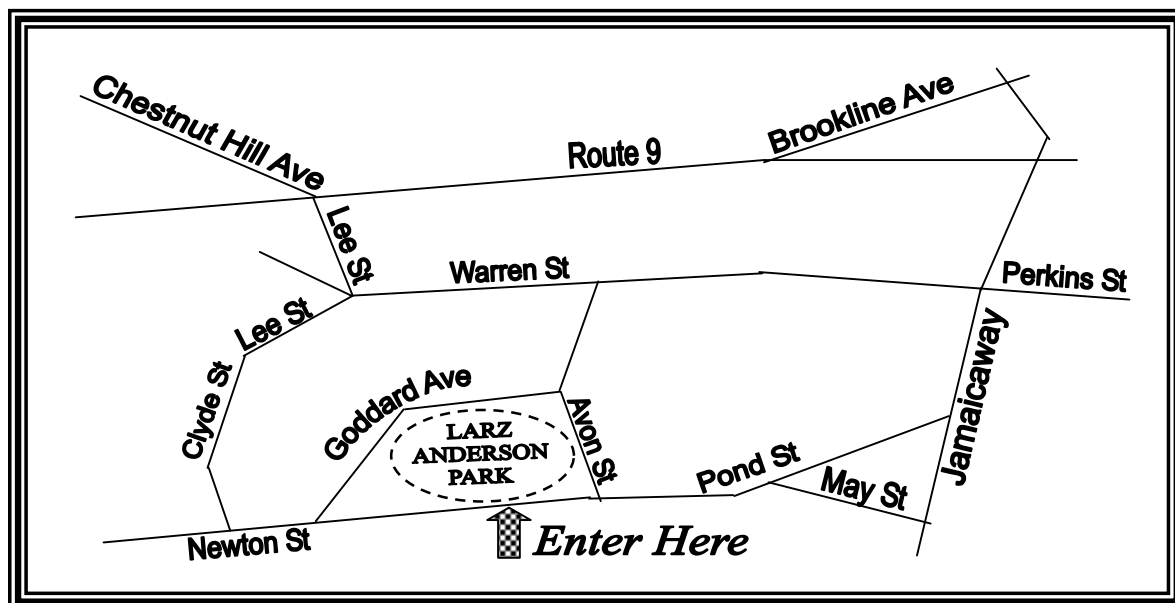 Chestnut Hill Ave
Brookline Ave
Route 9
Lee St
Warren St
Perkins St
Lee St
Clyde St
Goddard Ave
Avon St
Jamaicaway
LARZ
ANDERSON
PARK
Pond St
May St
Newton St
Enter Here